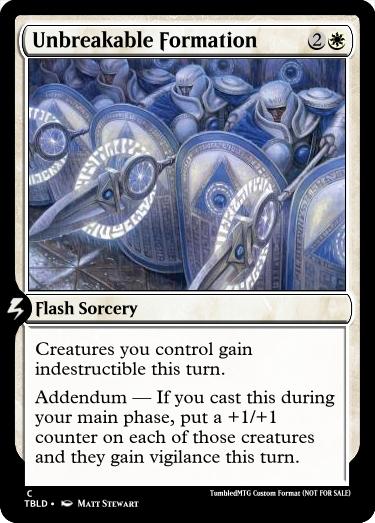 Unbreakable Formation 2
Flash Sorcery
Creatures you control gain
indestructible this turn.
Addendum — If you cast this during
your main phase, put a +1/+1
counter on each of those creatures
and they gain vigilance this turn.
C
TBLD • Matt Stewart
TumbledMTG Custom Format (NOT FOR SALE)